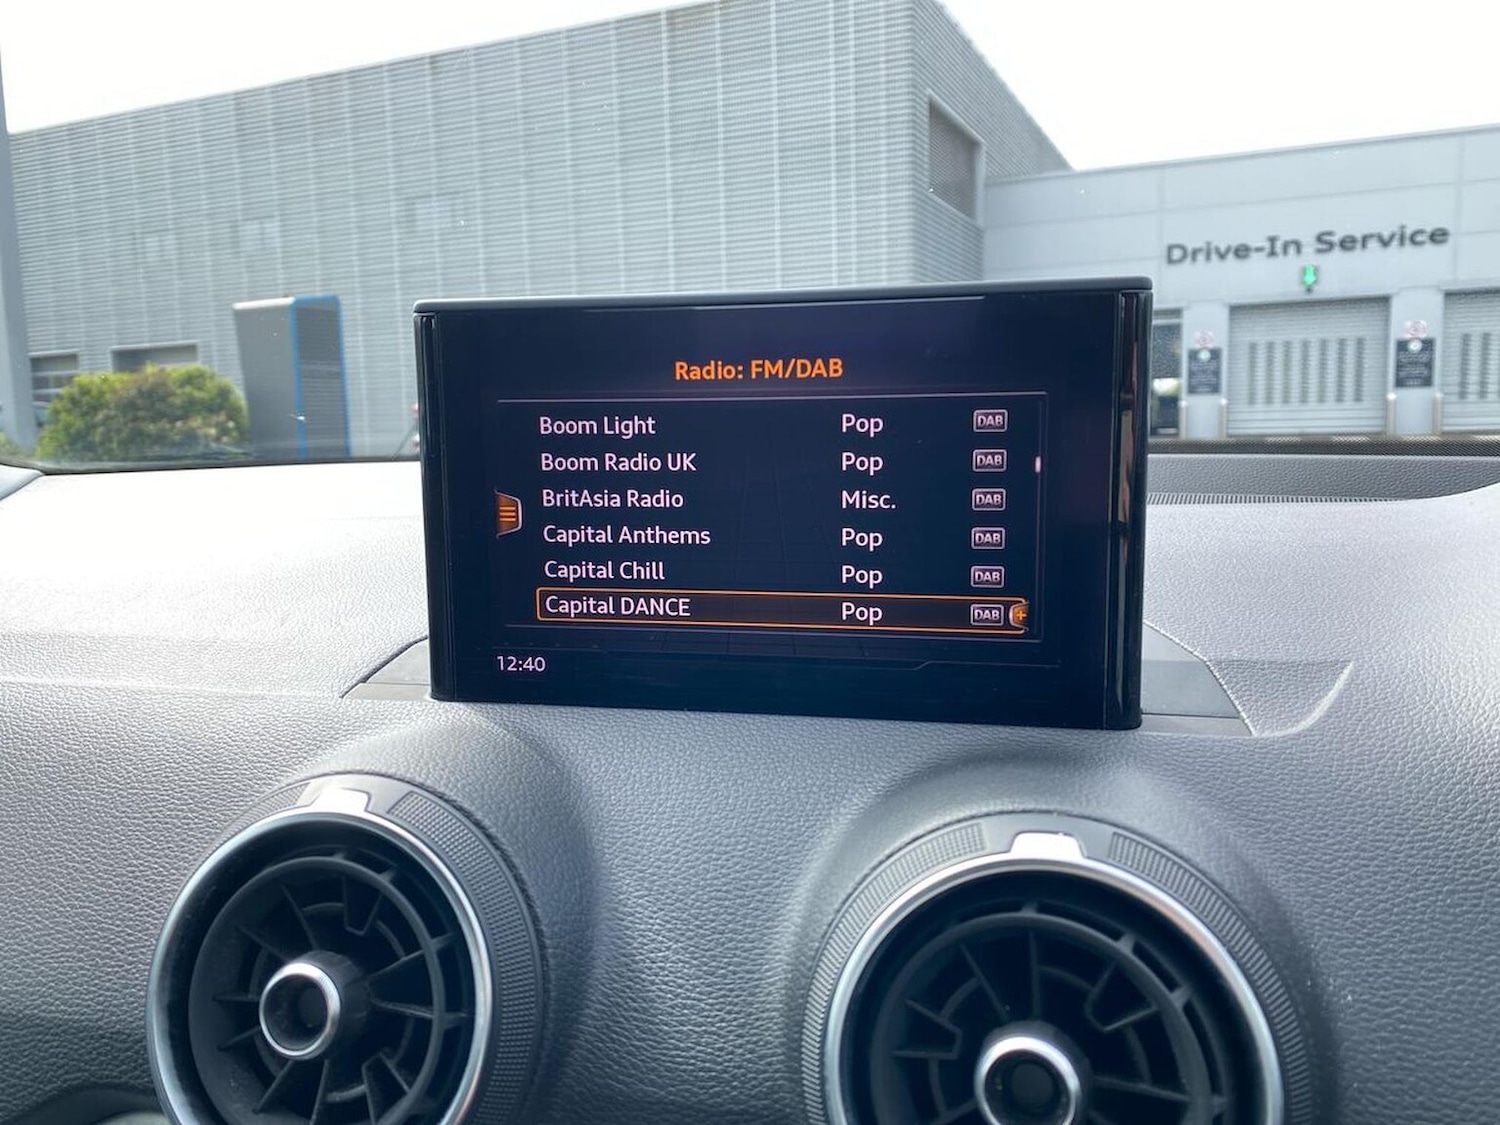 Drive-In Service
Radio: FM/DAB
Boom Light Pop DAB
Boom Radio UK Pop DAB
BritAsia Radio Misc. DAB
Capital Anthems Pop DAB
Capital Chill Pop DAB
Capital DANCE Pop DAB +
12:40